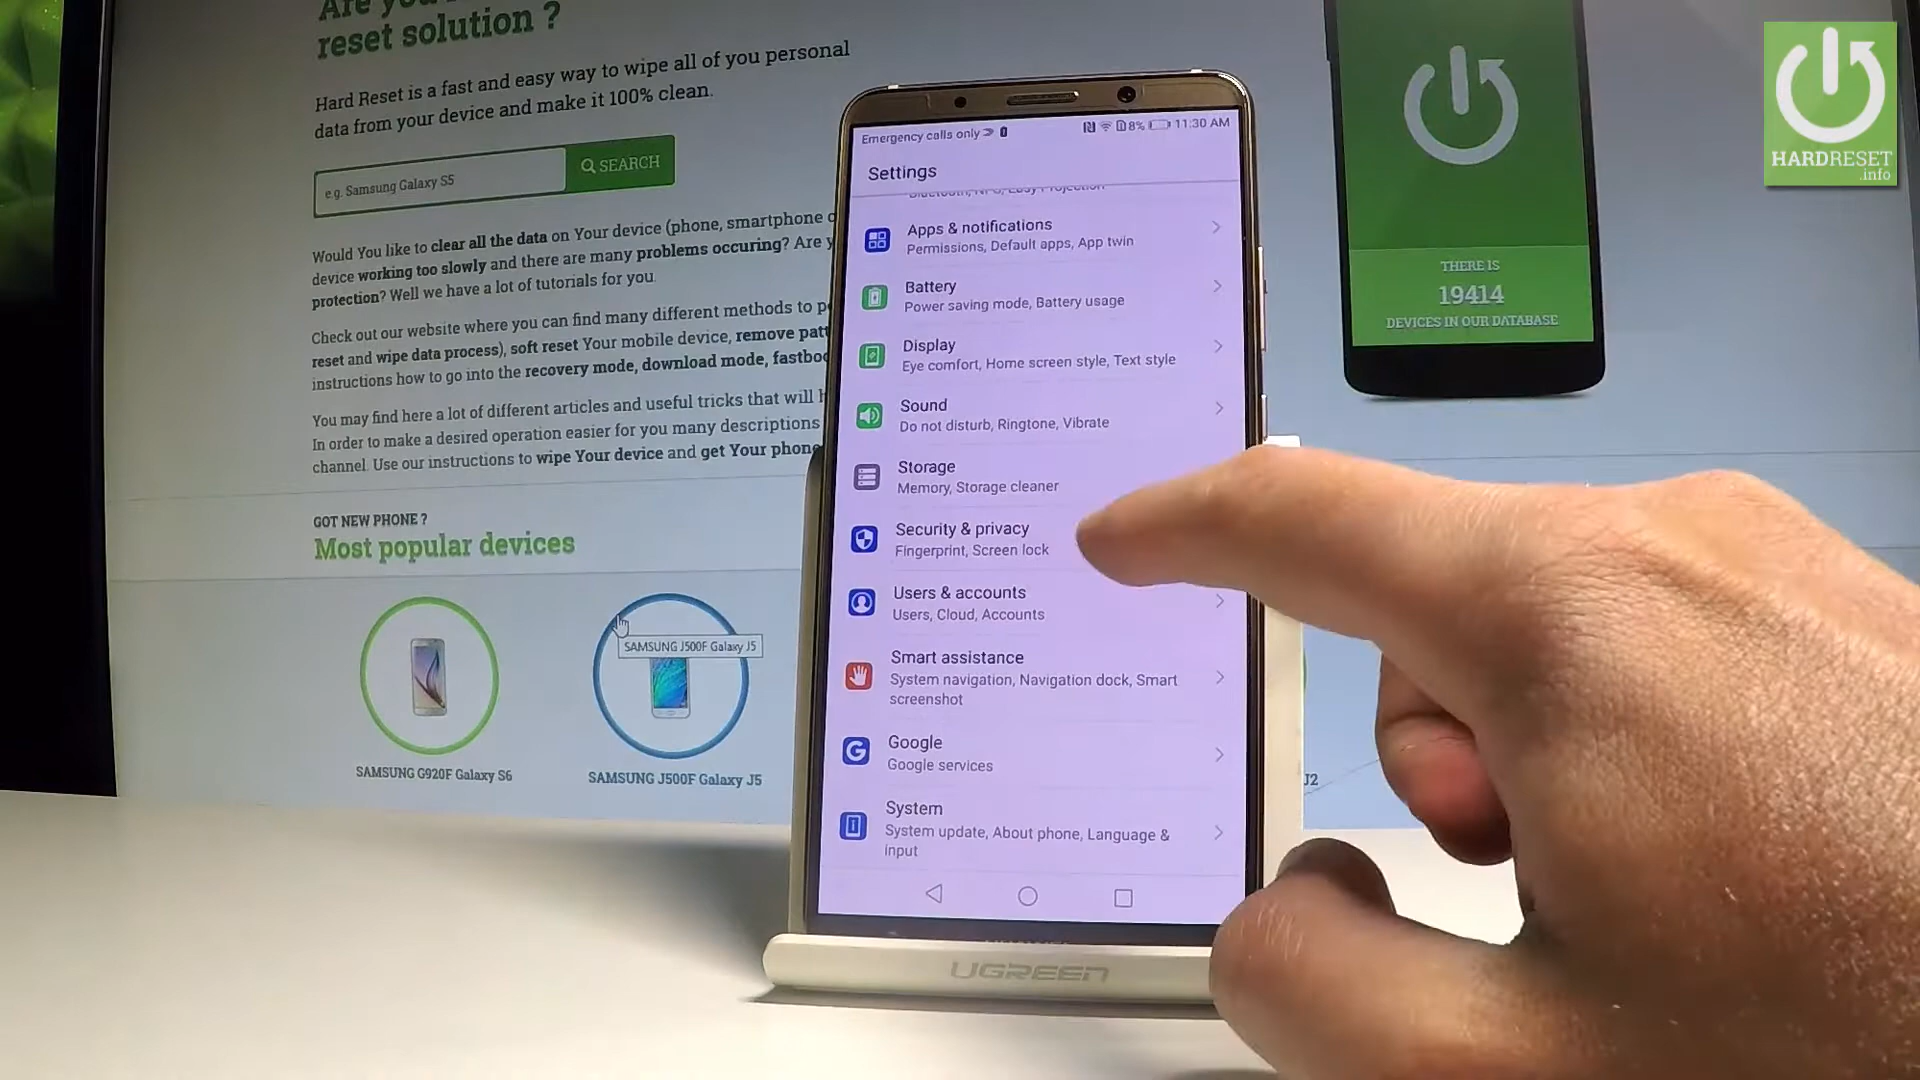 Are you
reset solution ?
Hard Reset is a fast and easy way to wipe all of you personal
data from your device and make it 100% clean.
e.g. Samsung Galaxy S5
SEARCH
Would You like to clear all the data on Your device (phone, smartphone
device working too slowly and there are many problems occuring? Are
protection? Well we have a lot of tutorials for you.
Check out our website where you can find many different methods to
reset and wipe data process), soft reset Your mobile device, remove
instructions how to go into the recovery mode, download mode,
You may find here a lot of different articles and useful tricks that will
In order to make a desired operation easier for you many descriptions
channel. Use our instructions to wipe Your device and get Your phone
GOT NEW PHONE ?
Most popular devices
SAMSUNG J500F Galaxy J5
SAMSUNG G920F Galaxy S6
SAMSUNG J500F Galaxy J5
J2
Emergency calls only
8%
11:30 AM
Settings
Bluetooth, NFC, Easy Projection
Apps & notifications
Permissions, Default apps, App twin
Battery
Power saving mode, Battery usage
Display
Eye comfort, Home screen style, Text style
Sound
Do not disturb, Ringtone, Vibrate
Storage
Memory, Storage cleaner
Security & privacy
Fingerprint, Screen lock
Users & accounts
Users, Cloud, Accounts
Smart assistance
System navigation, Navigation dock, Smart
screenshot
Google
Google services
System
System update, About phone, Language &
input
UGREEN
THERE IS
19414
DEVICES IN OUR DATABASE
HARDRESET
.info